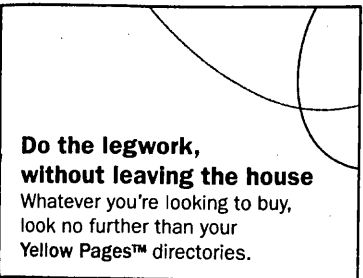 Do the legwork,
without leaving the house
Whatever you're looking to buy,
look no further than your
Yellow Pages™ directories.